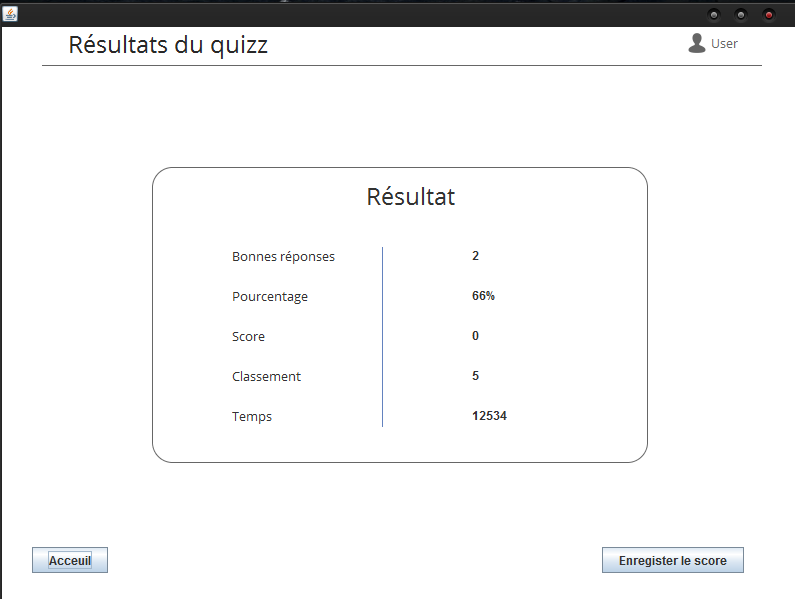 Résultats du quizz
User
Résultat
Bonnes réponses 2
Pourcentage 66%
Score 0
Classement 5
Temps 12534
Acceuil
Enregister le score